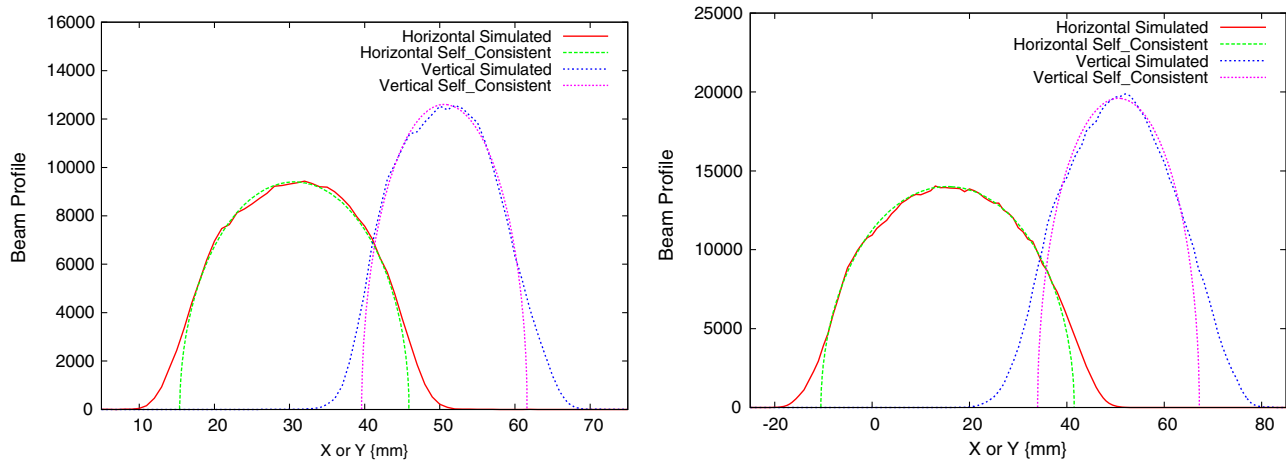 16000
14000
12000
10000
8000
6000
4000
2000
0
Beam Profile
Horizontal Simulated
Horizontal Self_Consistent
Vertical Simulated
Vertical Self_Consistent
10 20 30 40 50 60 70
X or Y {mm}
25000
20000
15000
10000
5000
0
Beam Profile
Horizontal Simulated
Horizontal Self_Consistent
Vertical Simulated
Vertical Self_Consistent
-20 0 20 40 60 80
X or Y {mm}